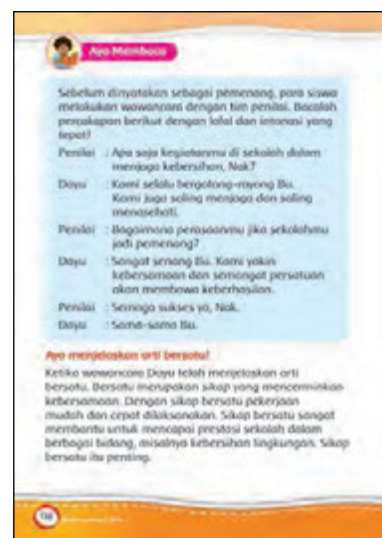 Ayo Membaca
Sebelum dinyatakan sebagai pemenang, para siswa
melakukan wawancara dengan tim penilai. Bacalah
percakapan berikut dengan lafal dan intonasi yang
tepat!
Penilai : Apa saja kegiatanmu di sekolah dalam
menjaga kebersihan, Nak?
Dayu : Kami selalu bergotong-royong Bu.
Kami juga saling menjaga dan saling
menasehati.
Penilai : Bagaimana perasaanmu jika sekolahmu
jadi pemenang?
Dayu : Sangat senang Bu. Kami yakin
kebersamaan dan semangat persatuan
akan membawa keberhasilan.
Penilai : Semoga sukses ya, Nak.
Dayu : Sama-sama Bu.
Ayo menjelaskan arti bersatu!
Ketika wawancara Dayu telah menjelaskan arti
bersatu. Bersatu merupakan sikap yang mencerminkan
kebersamaan. Dengan sikap bersatu pekerjaan
mudah dan cepat dilaksanakan. Sikap bersatu sangat
membantu untuk mencapai prestasi sekolah dalam
berbagai bidang, misalnya kebersihan lingkungan. Sikap
bersatu itu penting.